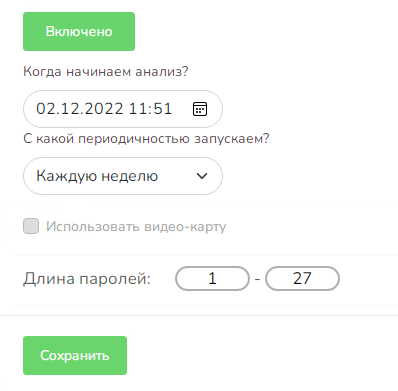 Включено
Когда начинаем анализ?
02.12.2022 11:51
С какой периодичностью запускаем?
Каждую неделю
Использовать видео-карту
Длина паролей: 1 - 27
Сохранить